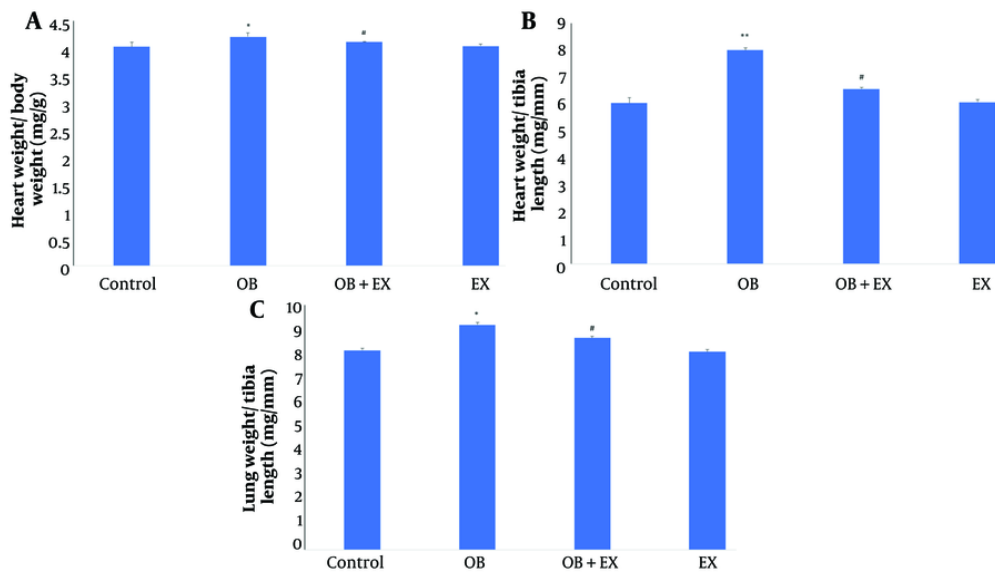 A
Heart weight/ body
weight (mg/g)
4.5
4
3.5
3
2.5
2
1.5
1
0.5
0
*
#
Control
OB
OB + EX
EX
B
Heart weight/ tibia
length (mg/mm)
9
8
7
6
5
4
3
2
1
0
**
#
Control
OB
OB + EX
EX
C
Lung weight/ tibia
length (mg/mm)
10
9
8
7
6
5
4
3
2
1
0
*
#
Control
OB
OB + EX
EX